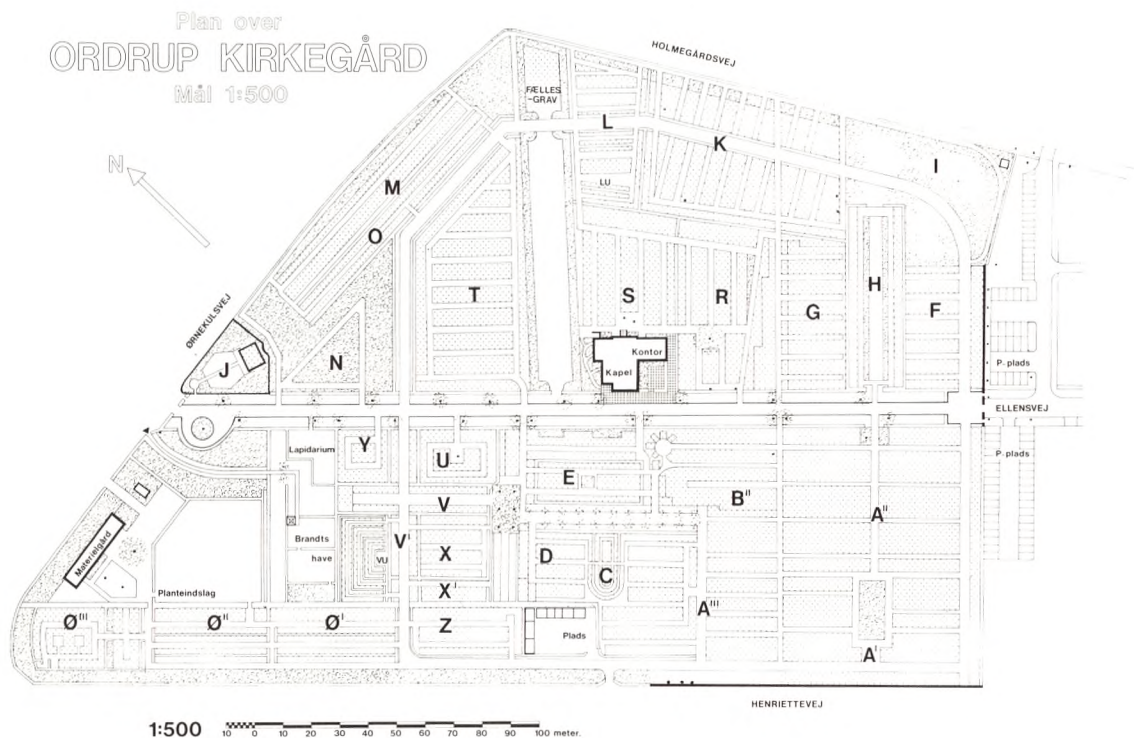 Plan over
ORDRUP KIRKEGÅRD
Mål 1:500
N
HOLMEGÅRDSVEJ
FÆLLES
-GRAV
L
K
I
LU
M
O
T
S
R
G
H
F
ØRNEKULSVEJ
J
N
Kontor
Kapel
P-plads
ELLENSVEJ
P-plads
Lapidarium
Y
U
E
B"
A"
V
Brandts
have
VU
V'
X
X'
D
C
Materielgård
Planteindslag
Ø'''
Ø"
Ø'
Z
Plads
A'''
A'
HENRIETTEVEJ
1:500
10 0 10 20 30 40 50 60 70 80 90 100 meter.